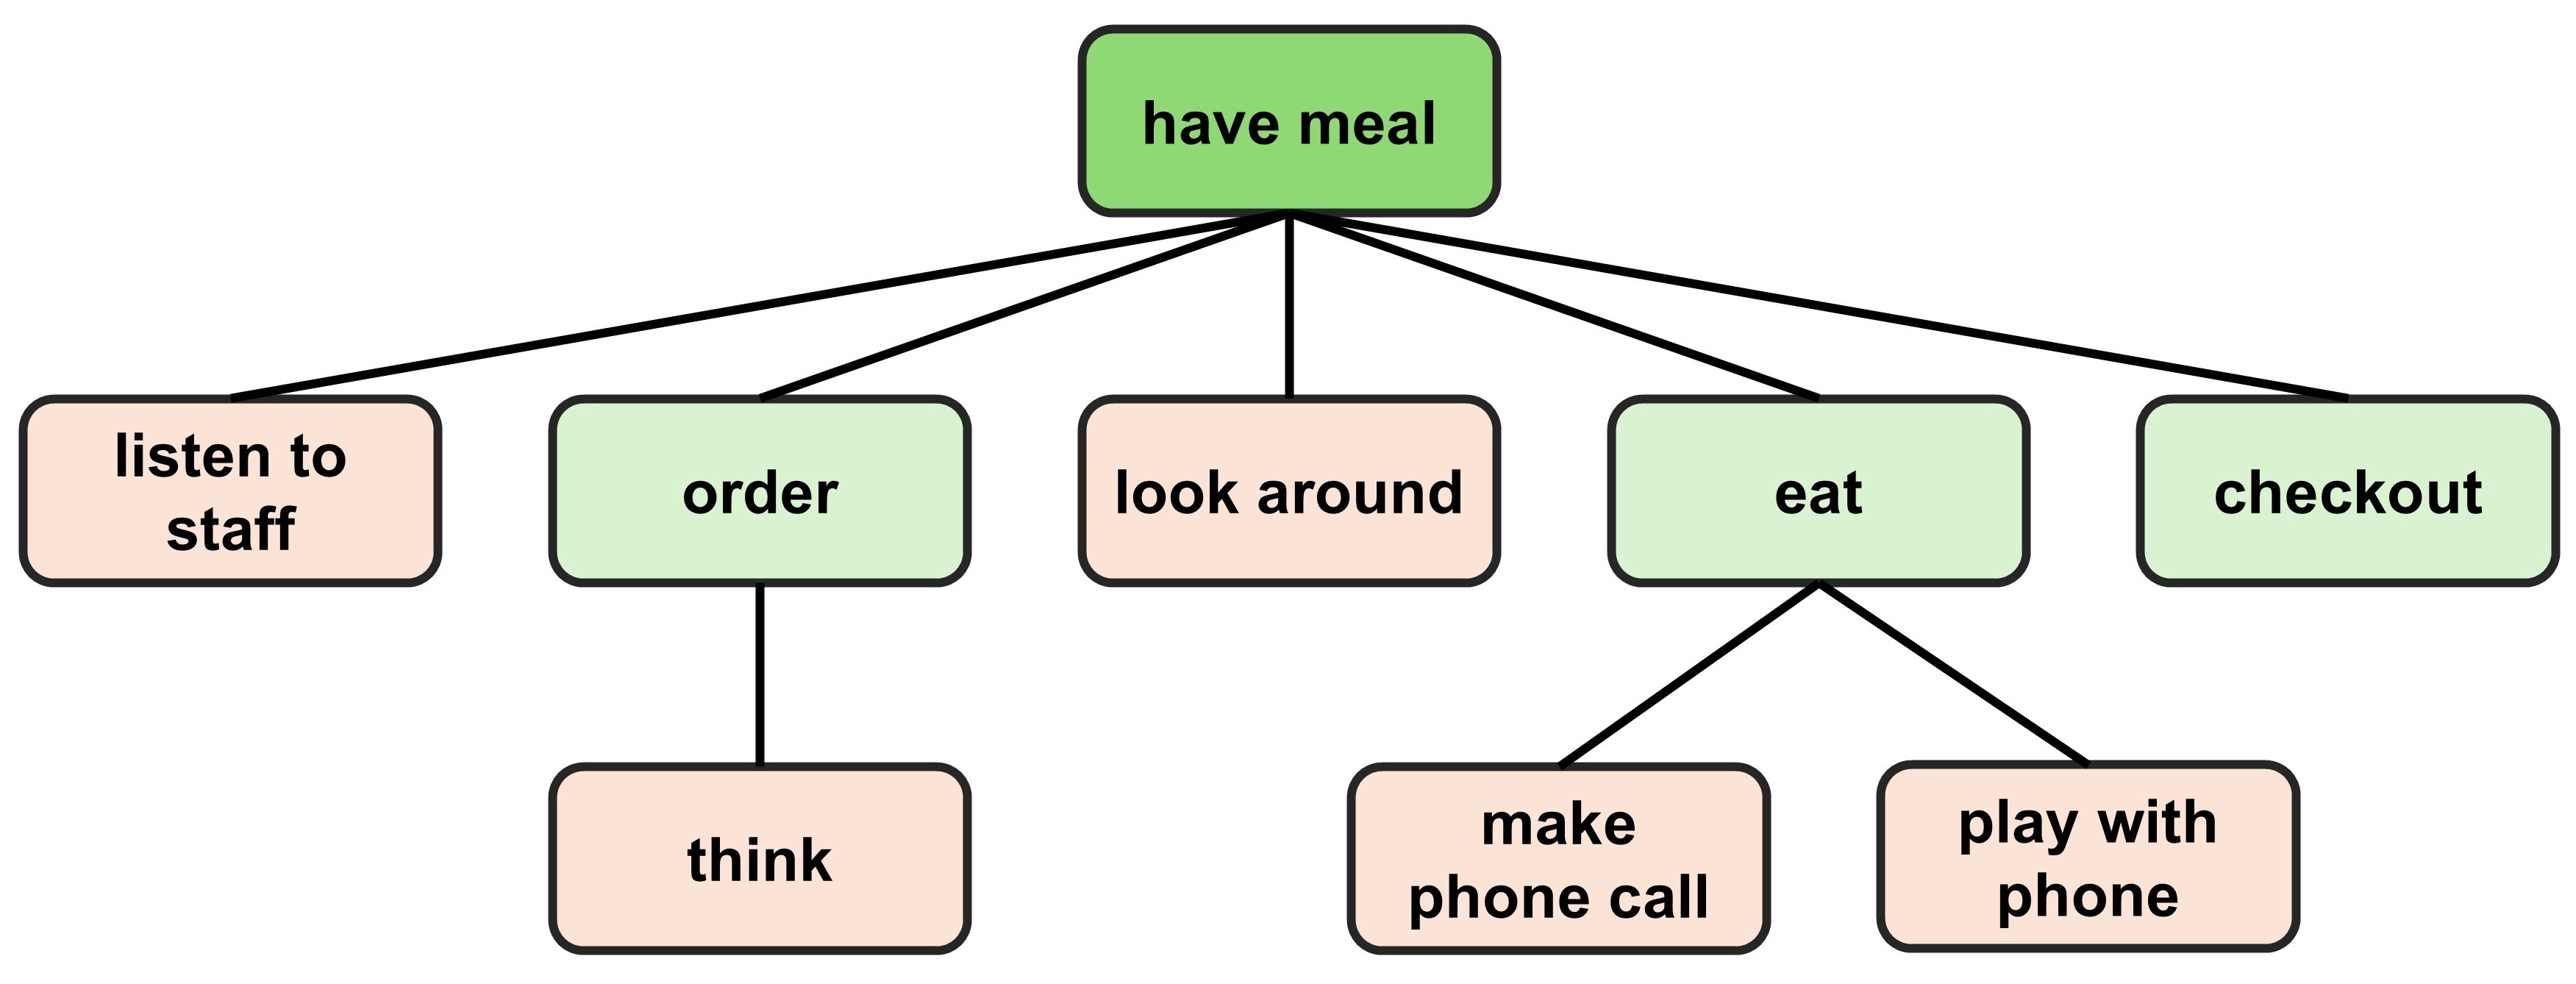 have meal
listen to
staff
order
look around
eat
checkout
think
make
phone call
play with
phone